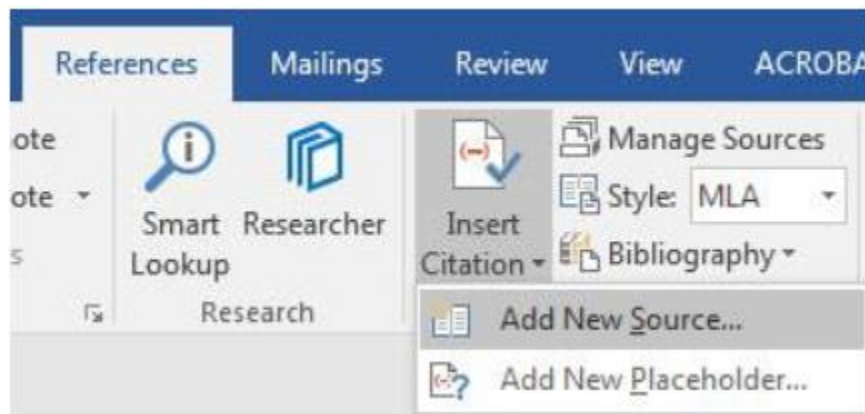 References Mailings Review View ACROBA
ote
ote
s
Smart
Lookup
Researcher
Research
Insert
Citation
Manage Sources
Style: MLA
Bibliography
Add New Source...
Add New Placeholder...